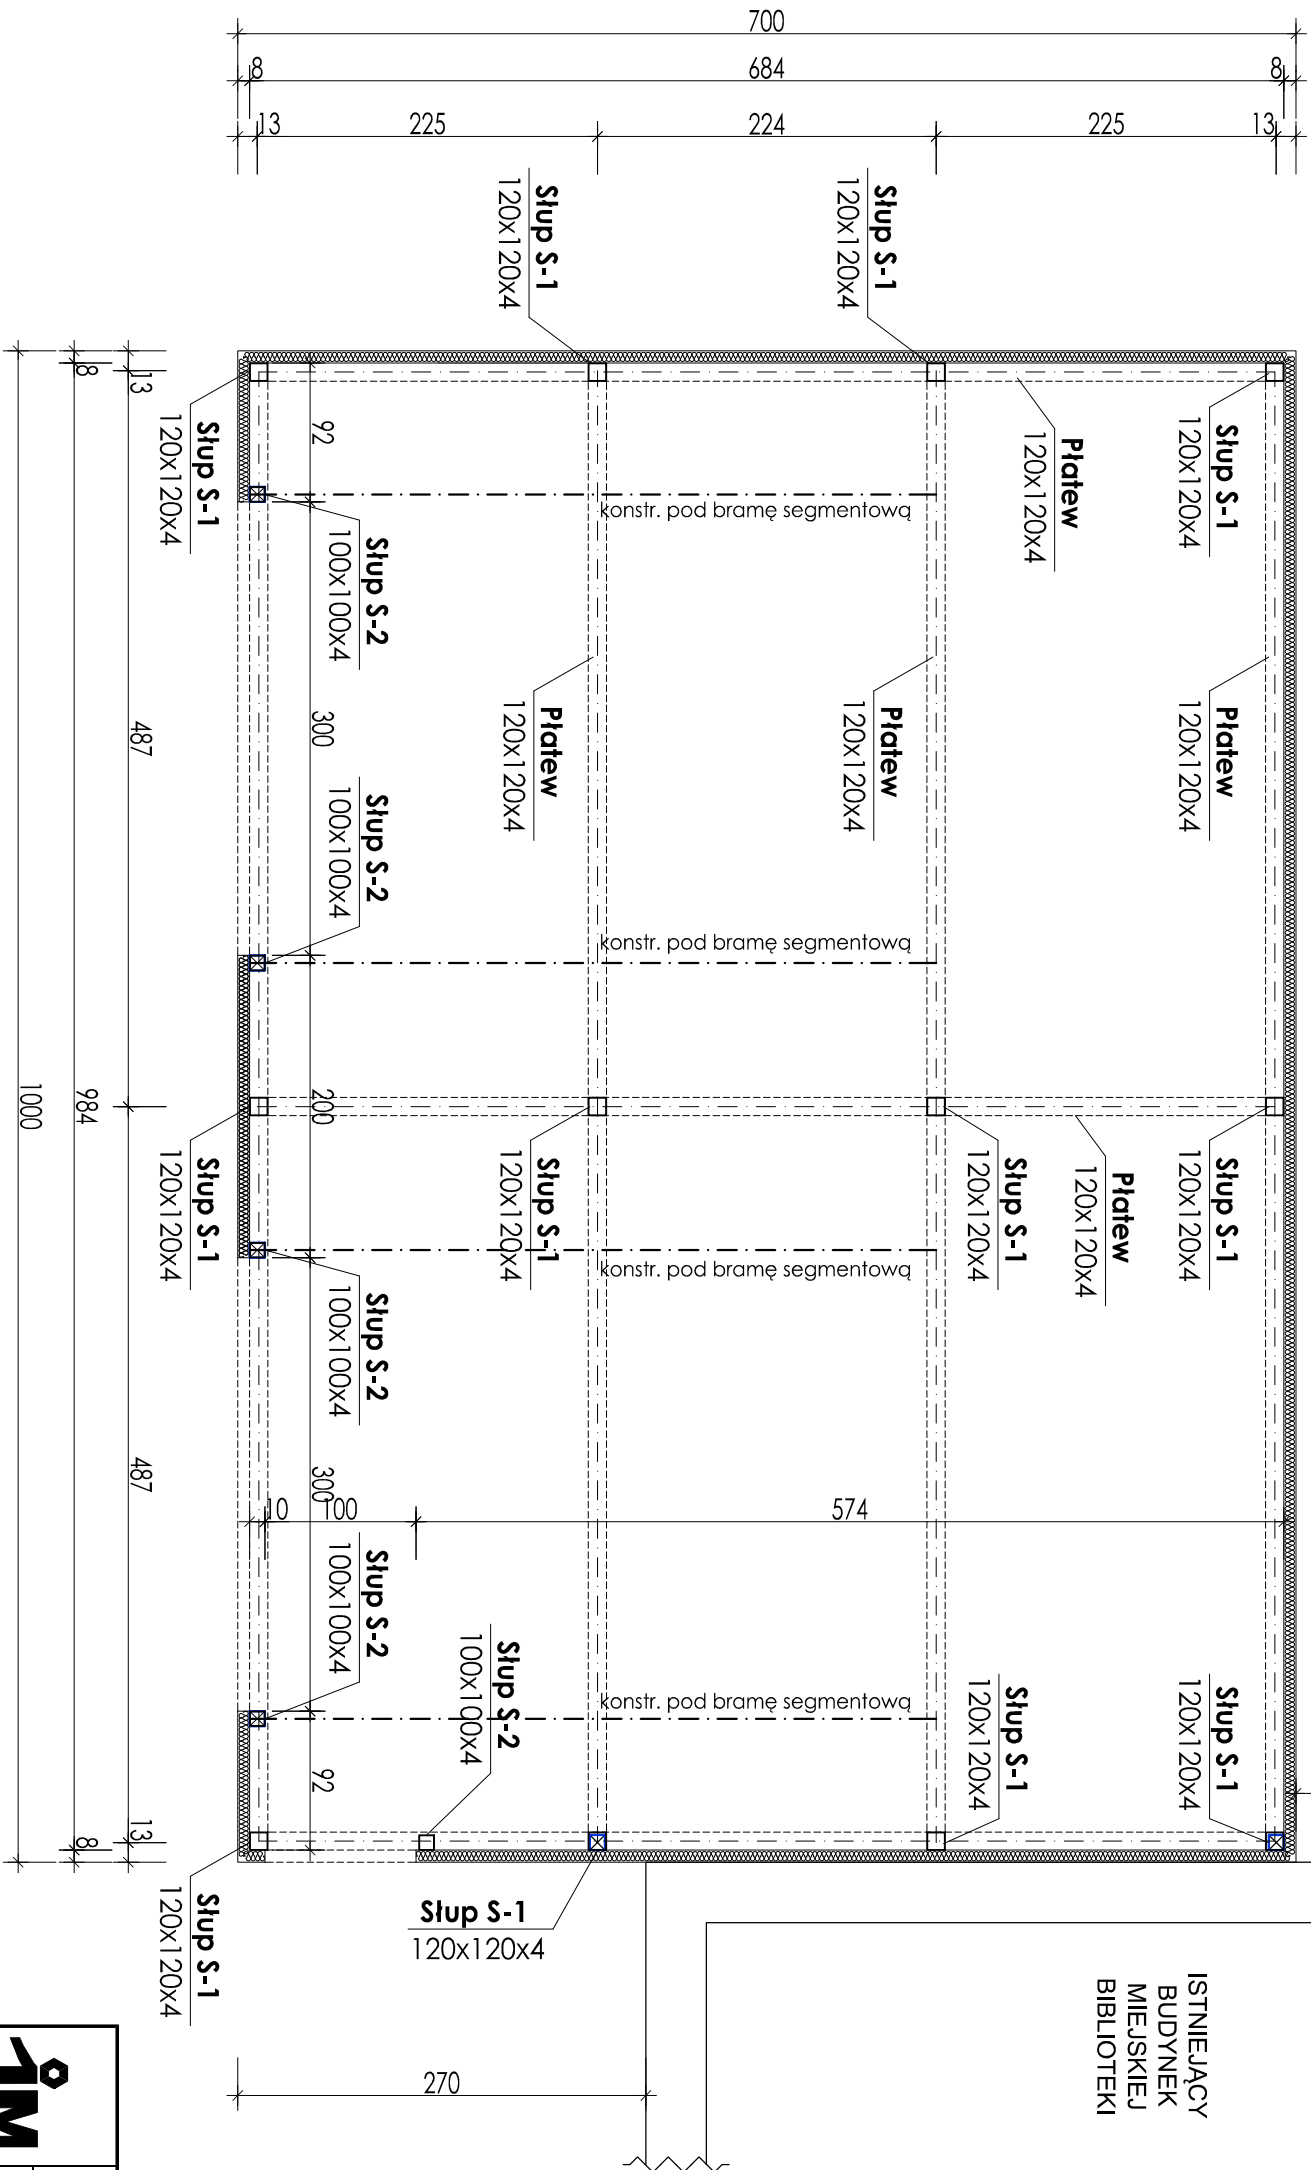 700
8
684
8
13
225
224
225
13
Słup S-1
120x120x4
Słup S-1
120x120x4
Słup S-1
120x120x4
Słup S-1
120x120x4
Płatew
120x120x4
92
konstr. pod bramę segmentową
Słup S-2
100x100x4
300
Płatew
120x120x4
Płatew
120x120x4
Płatew
120x120x4
Słup S-2
100x100x4
konstr. pod bramę segmentową
200
Słup S-1
120x120x4
Słup S-1
120x120x4
Słup S-1
120x120x4
Płatew
120x120x4
Słup S-1
120x120x4
konstr. pod bramę segmentową
Słup S-2
100x100x4
300
10
100
574
Słup S-2
100x100x4
Słup S-2
100x100x4
konstr. pod bramę segmentową
Słup S-1
120x120x4
Słup S-1
120x120x4
92
Słup S-1
120x120x4
Słup S-1
120x120x4
13
487
487
13
8
984
8
1000
270
ISTNIEJĄCY
BUDYNEK
MIEJSKIEJ
BIBLIOTEKI